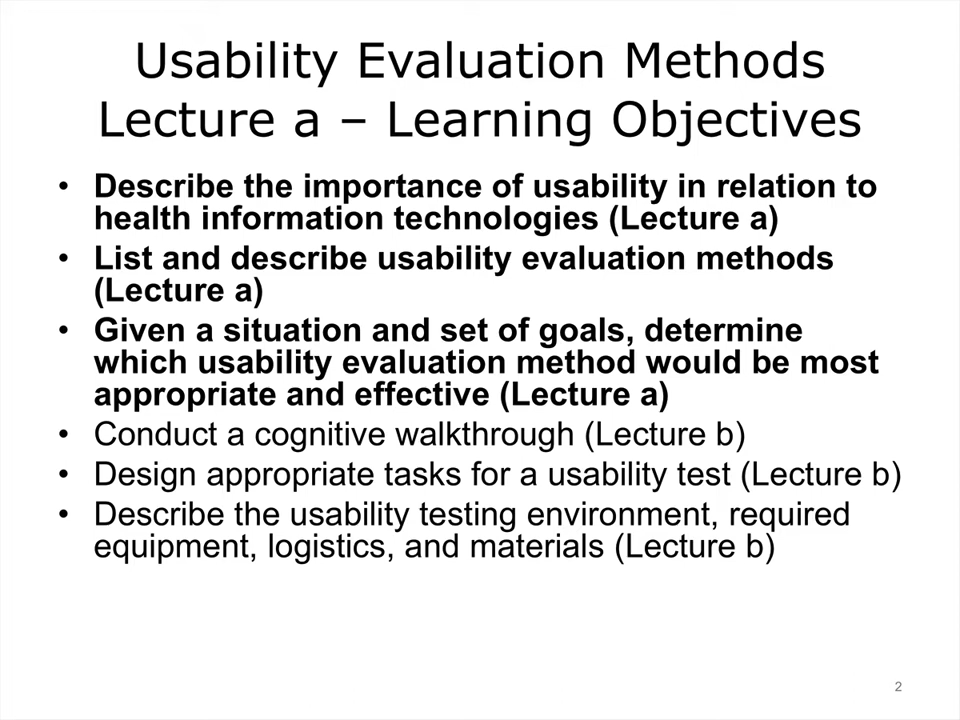 Usability Evaluation Methods
Lecture a – Learning Objectives
• Describe the importance of usability in relation to
health information technologies (Lecture a)
• List and describe usability evaluation methods
(Lecture a)
• Given a situation and set of goals, determine
which usability evaluation method would be most
appropriate and effective (Lecture a)
• Conduct a cognitive walkthrough (Lecture b)
• Design appropriate tasks for a usability test (Lecture b)
• Describe the usability testing environment, required
equipment, logistics, and materials (Lecture b)
2